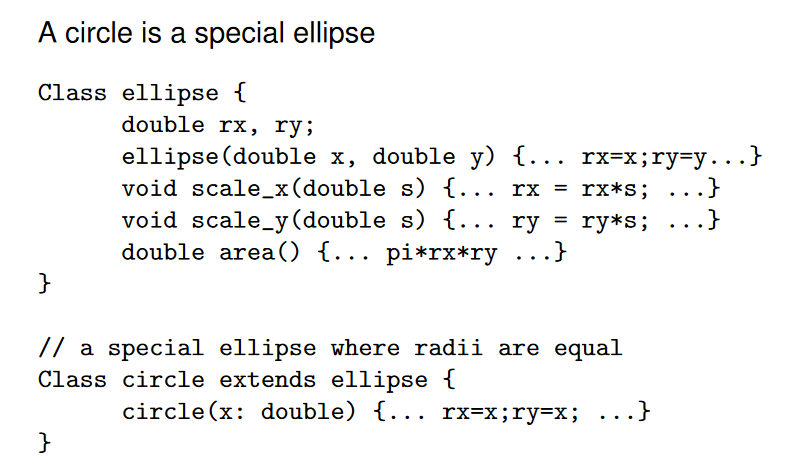 A circle is a special ellipse
Class ellipse {
double rx, ry;
ellipse(double x, double y) {... rx=x;ry=y...}
void scale_x(double s) {... rx = rx*s; ...}
void scale_y(double s) {... ry = ry*s; ...}
double area() {... pi*rx*ry ...}
}
// a special ellipse where radii are equal
Class circle extends ellipse {
circle(x: double) {... rx=x;ry=x; ...}
}